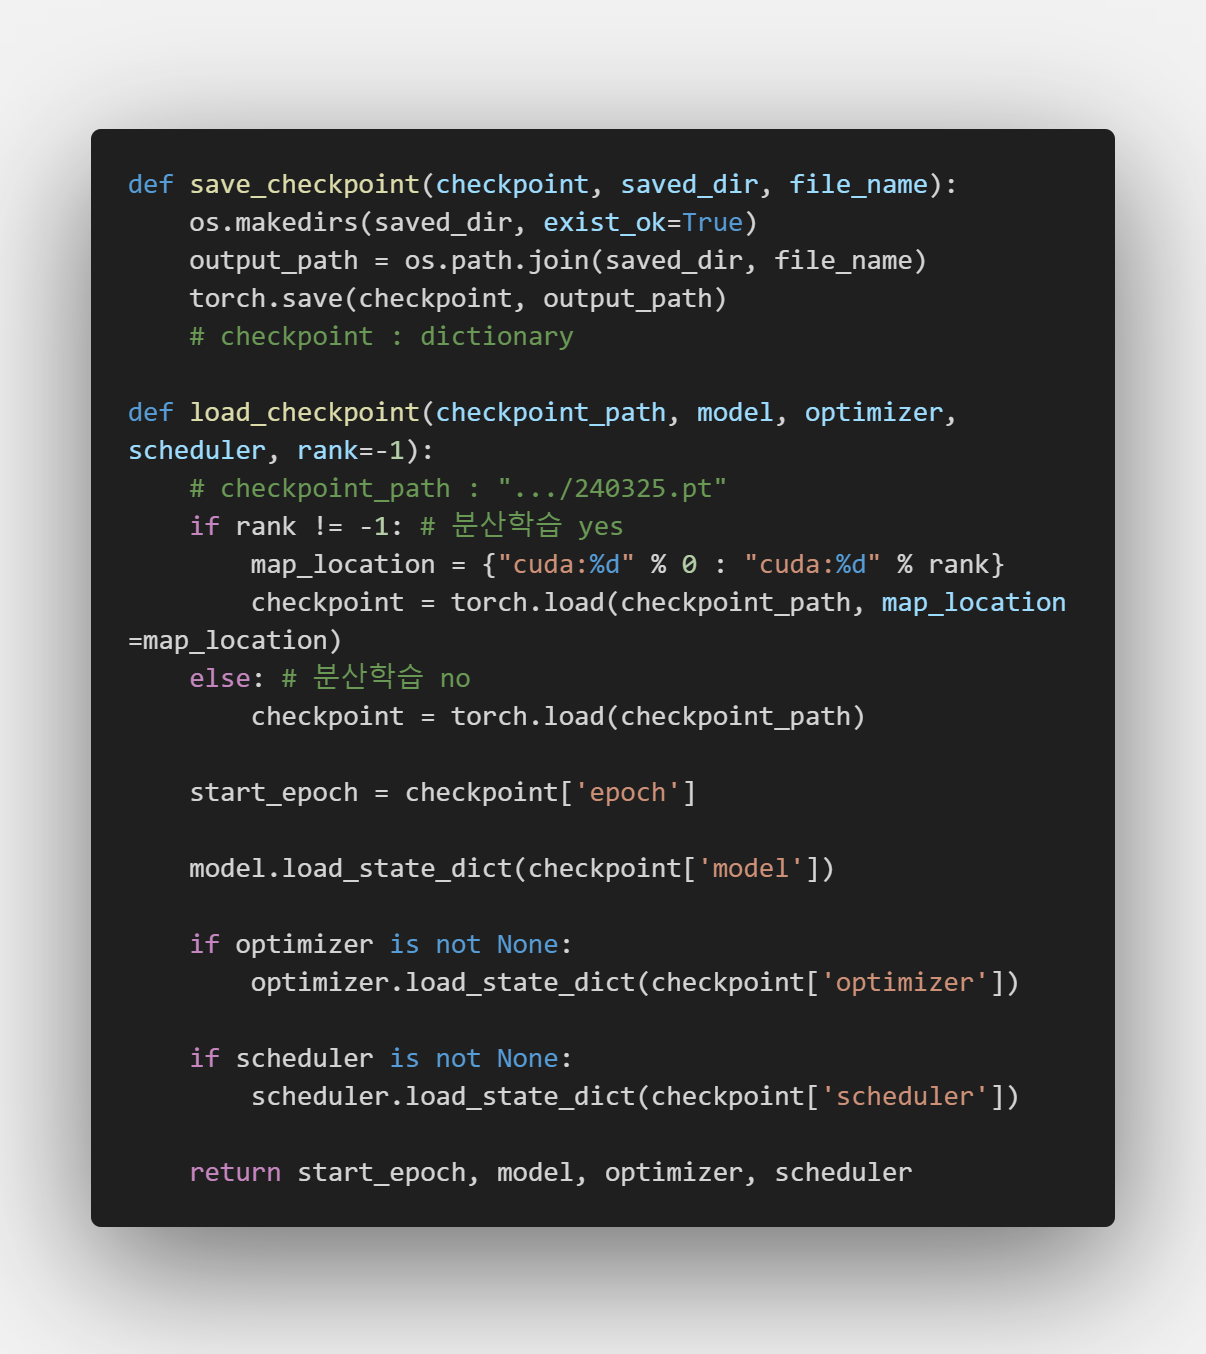 def save_checkpoint(checkpoint, saved_dir, file_name):
    os.makedirs(saved_dir, exist_ok=True)
    output_path = os.path.join(saved_dir, file_name)
    torch.save(checkpoint, output_path)
    # checkpoint : dictionary

def load_checkpoint(checkpoint_path, model, optimizer,
scheduler, rank=-1):
    # checkpoint_path : ".../240325.pt"
    if rank != -1: # 분산학습 yes
        map_location = {"cuda:%d" % 0 : "cuda:%d" % rank}
        checkpoint = torch.load(checkpoint_path, map_location
=map_location)
    else: # 분산학습 no
        checkpoint = torch.load(checkpoint_path)

    start_epoch = checkpoint['epoch']

    model.load_state_dict(checkpoint['model'])

    if optimizer is not None:
        optimizer.load_state_dict(checkpoint['optimizer'])

    if scheduler is not None:
        scheduler.load_state_dict(checkpoint['scheduler'])

    return start_epoch, model, optimizer, scheduler